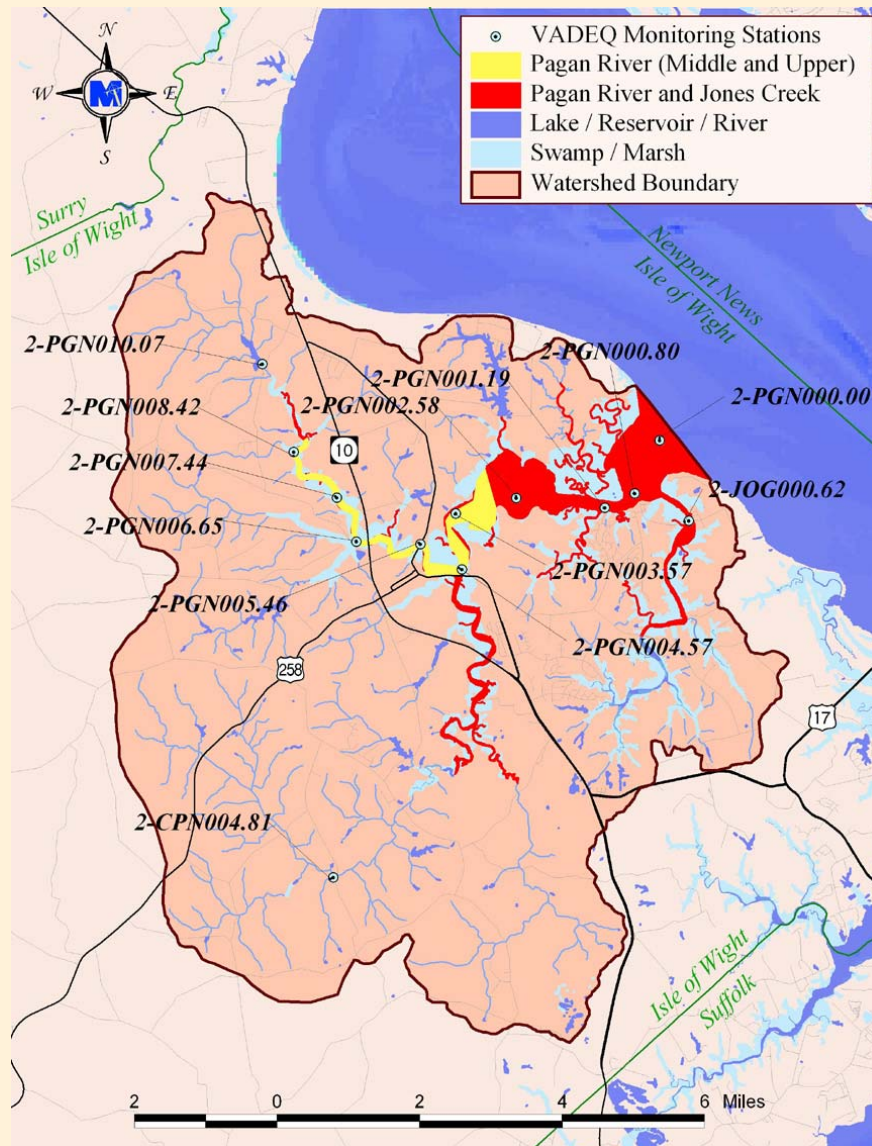 N
W
M
E
S
VADEQ Monitoring Stations
Pagan River (Middle and Upper)
Pagan River and Jones Creek
Lake / Reservoir / River
Swamp / Marsh
Watershed Boundary
Surry
Isle of Wight
Newport News
Isle of Wight
2-PGN010.07
2-PGN001.19
2-PGN000.80
2-PGN000.00
2-PGN008.42
2-PGN002.58
10
2-PGN007.44
2-JOG000.62
2-PGN006.65
2-PGN003.57
2-PGN005.46
2-PGN004.57
258
17
2-CPN004.81
Isle of Wight
Suffolk
2 0 2 4 6 Miles